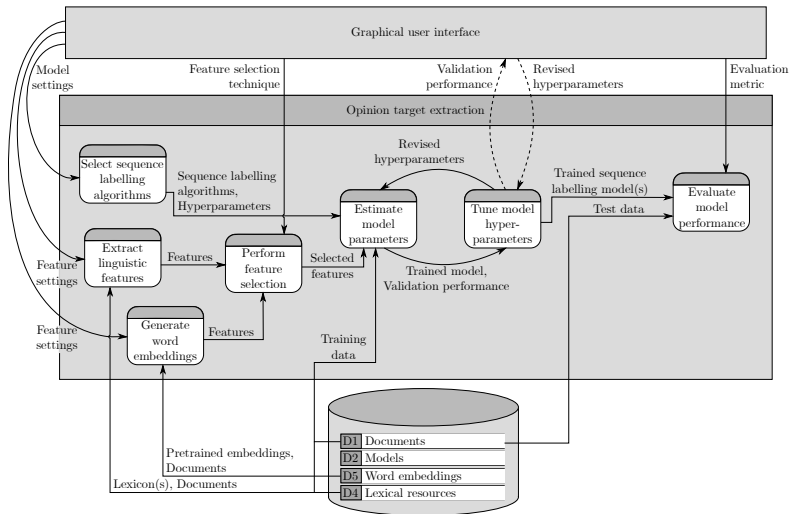 Graphical user interface
Model
settings
Feature selection
technique
Validation
performance
Revised
hyperparameters
Evaluation
metric
Opinion target extraction
Select sequence
labelling
algorithms
Sequence labelling
algorithms,
Hyperparameters
Revised
hyperparameters
Estimate
model
parameters
Tune model
hyper-
parameters
Trained sequence
labelling model(s)
Test data
Evaluate
model
performance
Extract
linguistic
features
Features
Perform
feature
selection
Selected
features
Trained model,
Validation performance
Feature
settings
Feature
settings
Generate
word
embeddings
Features
Training
data
Pretrained embeddings,
Documents
Lexicon(s), Documents
D1 Documents
D2 Models
D5 Word embeddings
D4 Lexical resources